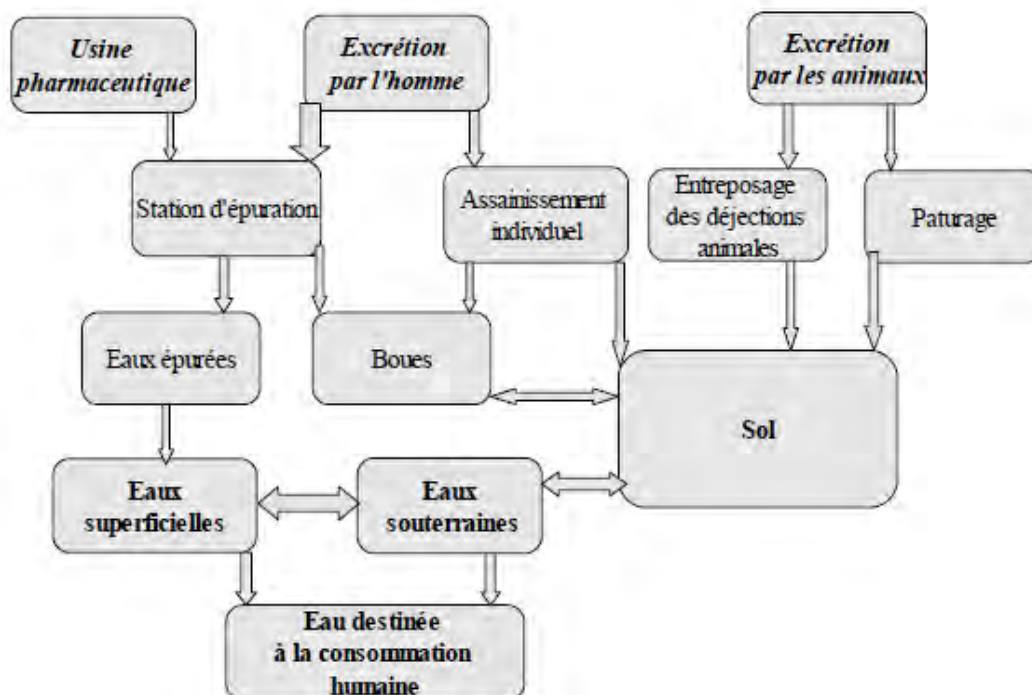 Usine
pharmaceutique
Excrétion
par l'homme
Excrétion
par les animaux
Station d'épuration
Assainissement
individuel
Entreposage
des déjections
animales
Paturage
Eaux épurées
Boues
Sol
Eaux
superficielles
Eaux
souterraines
Eau destinée
à la consommation
humaine